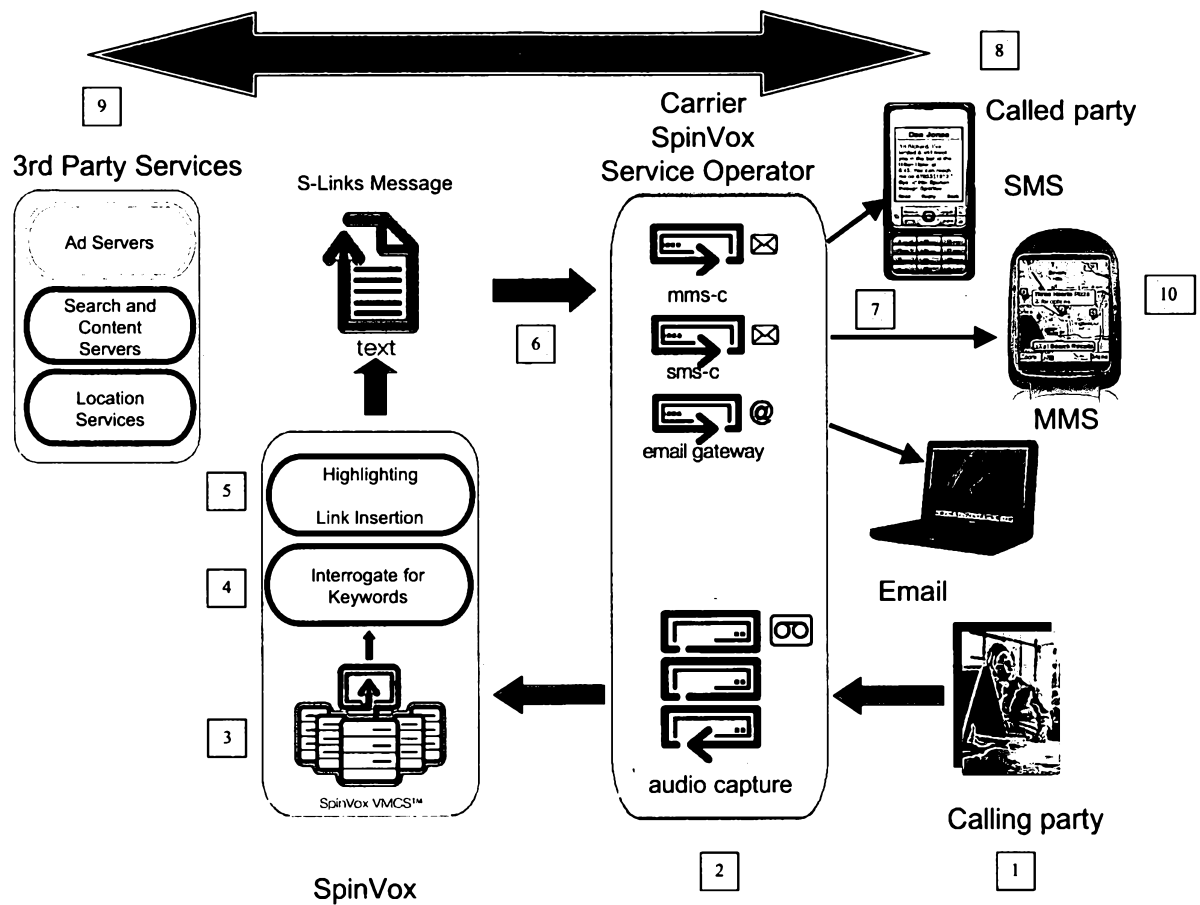 8
9
Carrier
SpinVox
Service Operator
Called party
3rd Party Services
S-Links Message
SMS
Ad Servers
Search and
Content
Servers
Location
Services
mms-c
7
10
6
text
sms-c
MMS
@
email gateway
5
Highlighting
Link Insertion
4
Interrogate for
Keywords
Email
3
SpinVox VMCS™
audio capture
Calling party
2
1
SpinVox